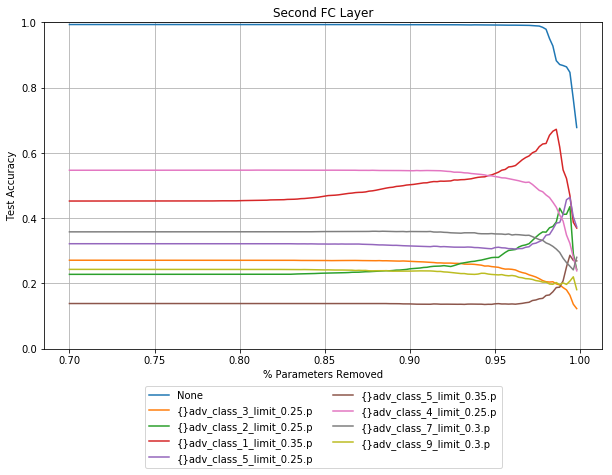 Second FC Layer
Test Accuracy
1.0
0.8
0.6
0.4
0.2
0.0
0.70 0.75 0.80 0.85 0.90 0.95 1.00
% Parameters Removed
None
{}adv_class_3_limit_0.25.p
{}adv_class_2_limit_0.25.p
{}adv_class_1_limit_0.35.p
{}adv_class_5_limit_0.25.p
{}adv_class_5_limit_0.35.p
{}adv_class_4_limit_0.25.p
{}adv_class_7_limit_0.3.p
{}adv_class_9_limit_0.3.p